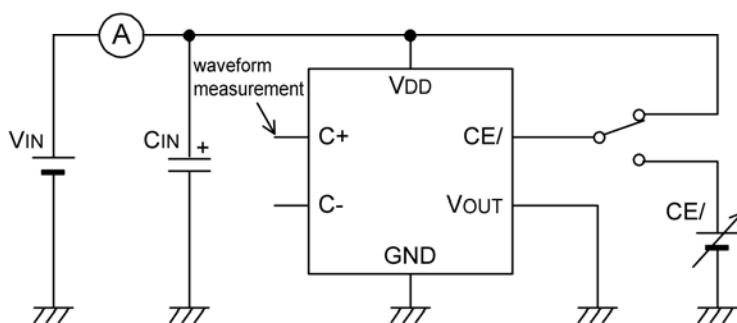 A
waveform
measurement
VDD
VIN
CIN
+
C+
CE/
C-
VOUT
CE/
GND